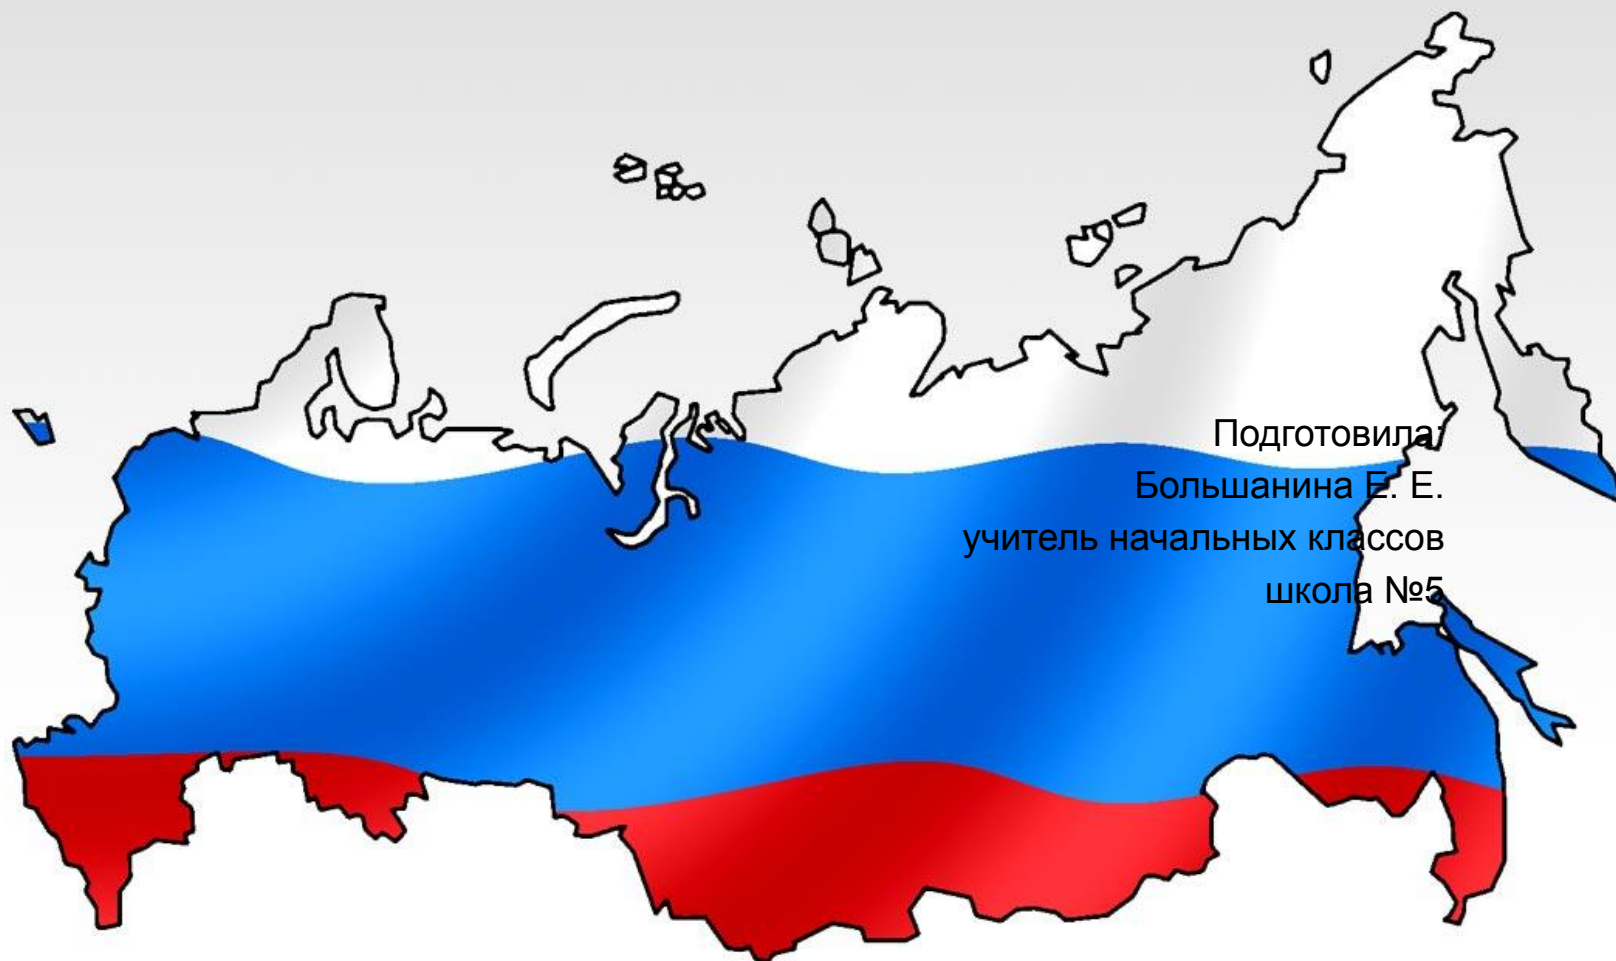 Подготовила:
Большанина Е. Е.
учитель начальных классов
школа №5